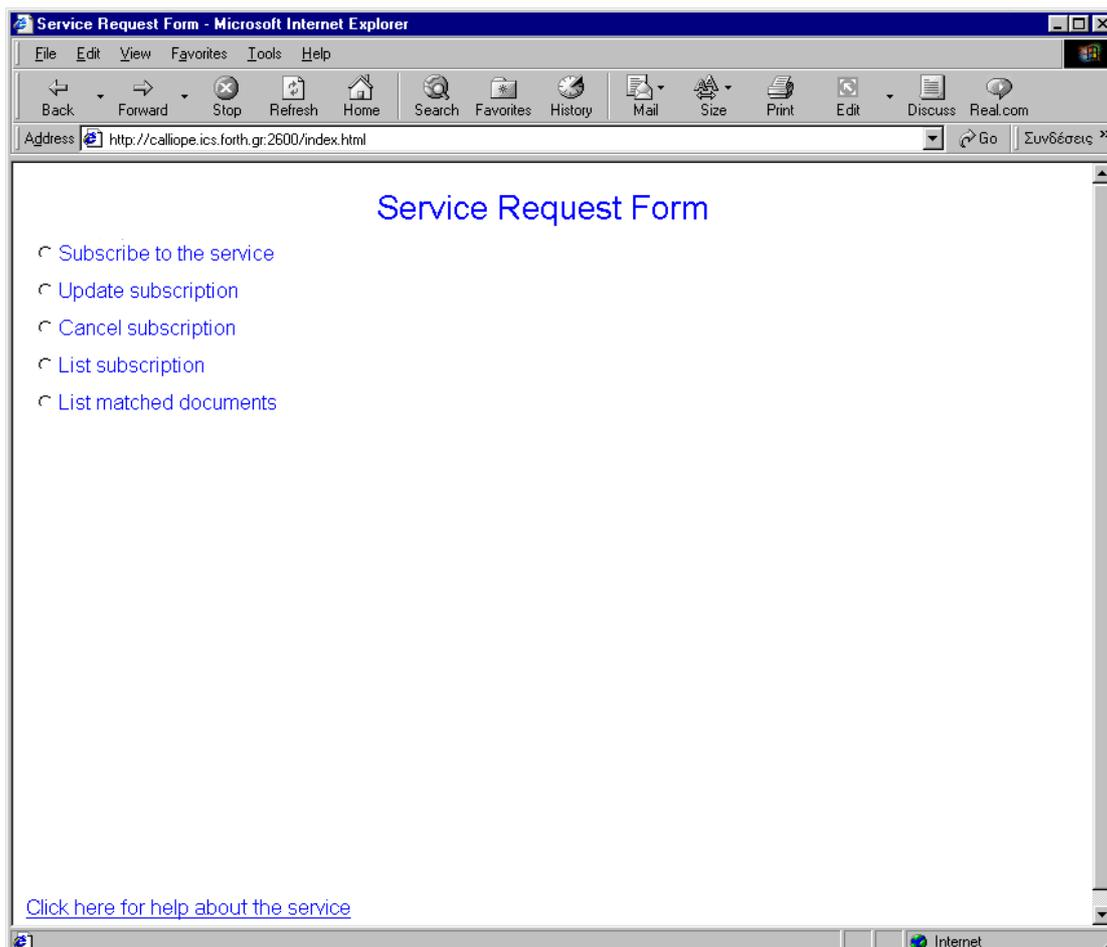 Service Request Form - Microsoft Internet Explorer
File Edit View Favorites Tools Help
Back Forward Stop Refresh Home Search Favorites History Mail Size Print Edit Discuss Real.com
Address http://calliope.ics.forth.gr:2600/index.html Go Συνδέσεις »
Service Request Form
Subscribe to the service
Update subscription
Cancel subscription
List subscription
List matched documents
Click here for help about the service
Internet